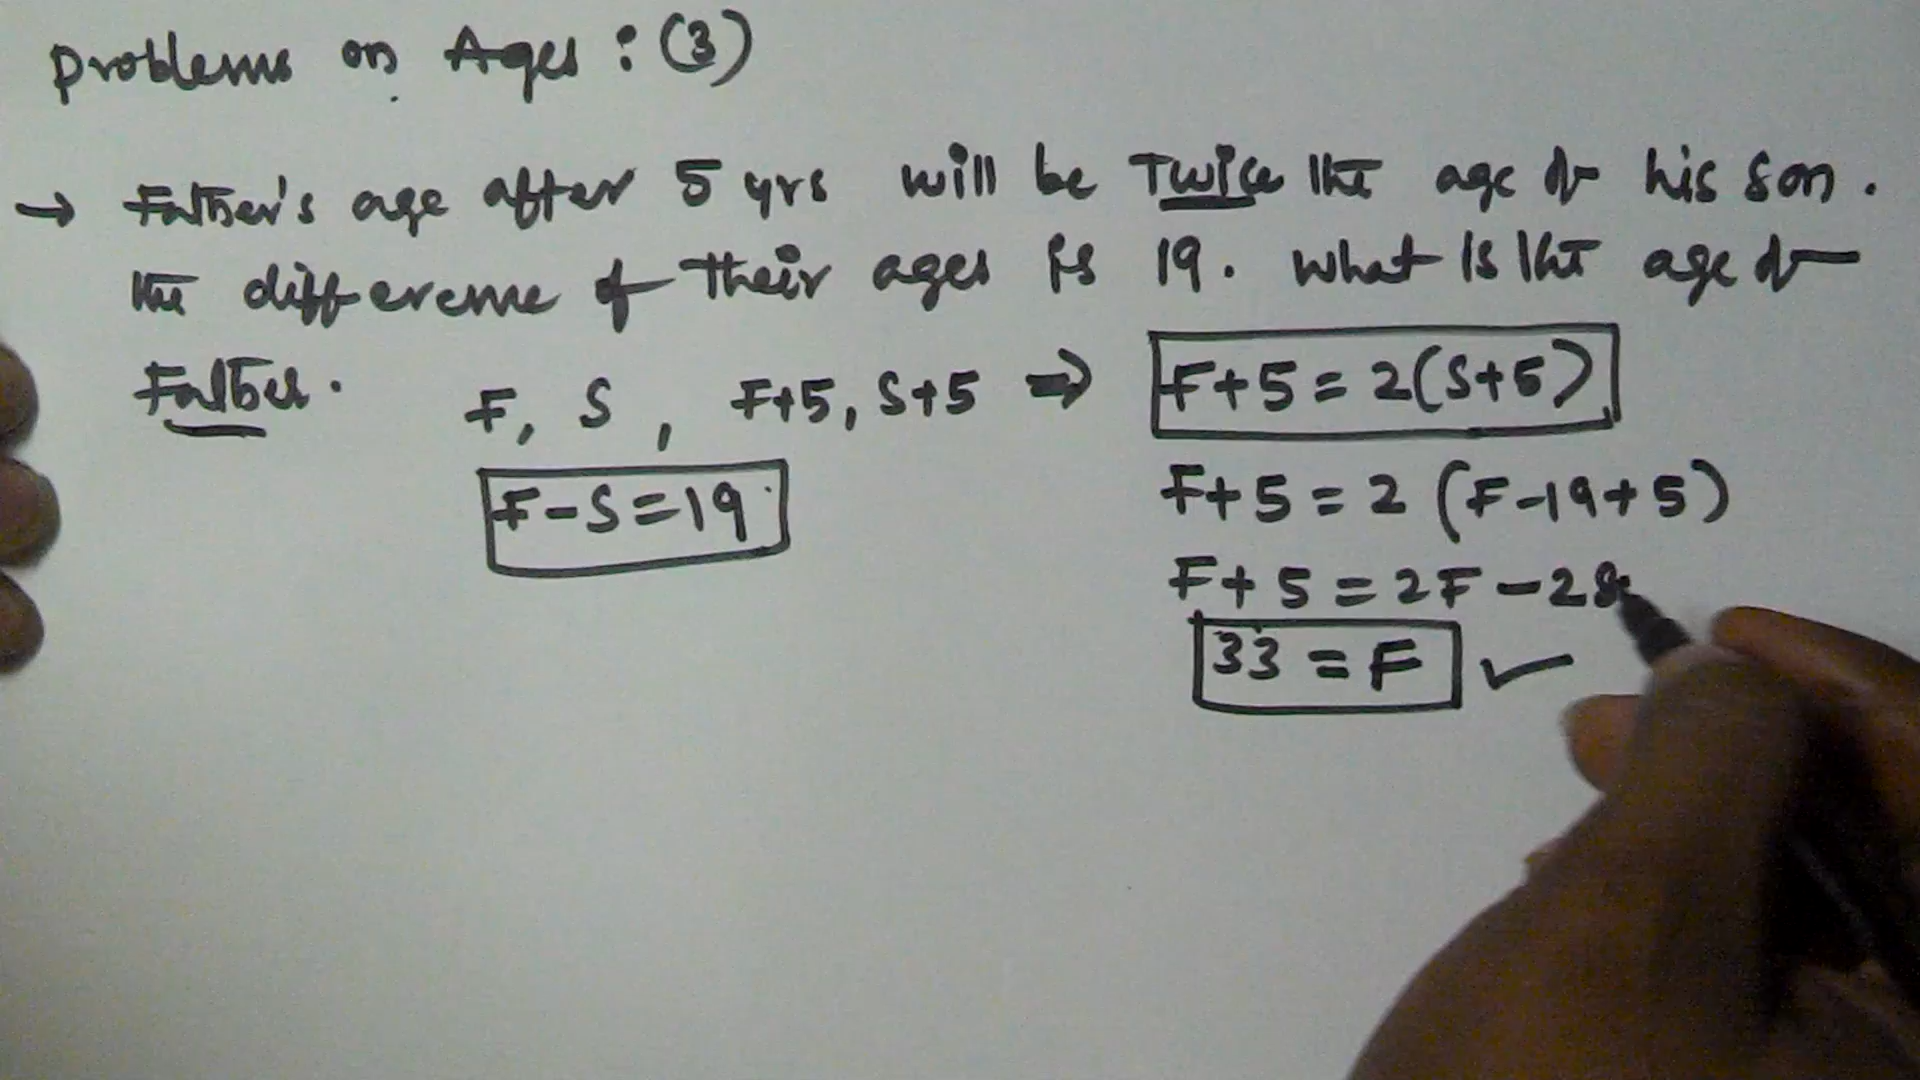 Problems on Ages : (3)
→ Father's age after 5 yrs will be Twice the age of his son.
the difference of their ages is 19. what is the age of
Father.
F, S, F+5, S+5 ⇒ F+5 = 2(S+5)
F-S=19
F+5 = 2(F-19+5)
F+5 = 2F-28
33 = F ✓